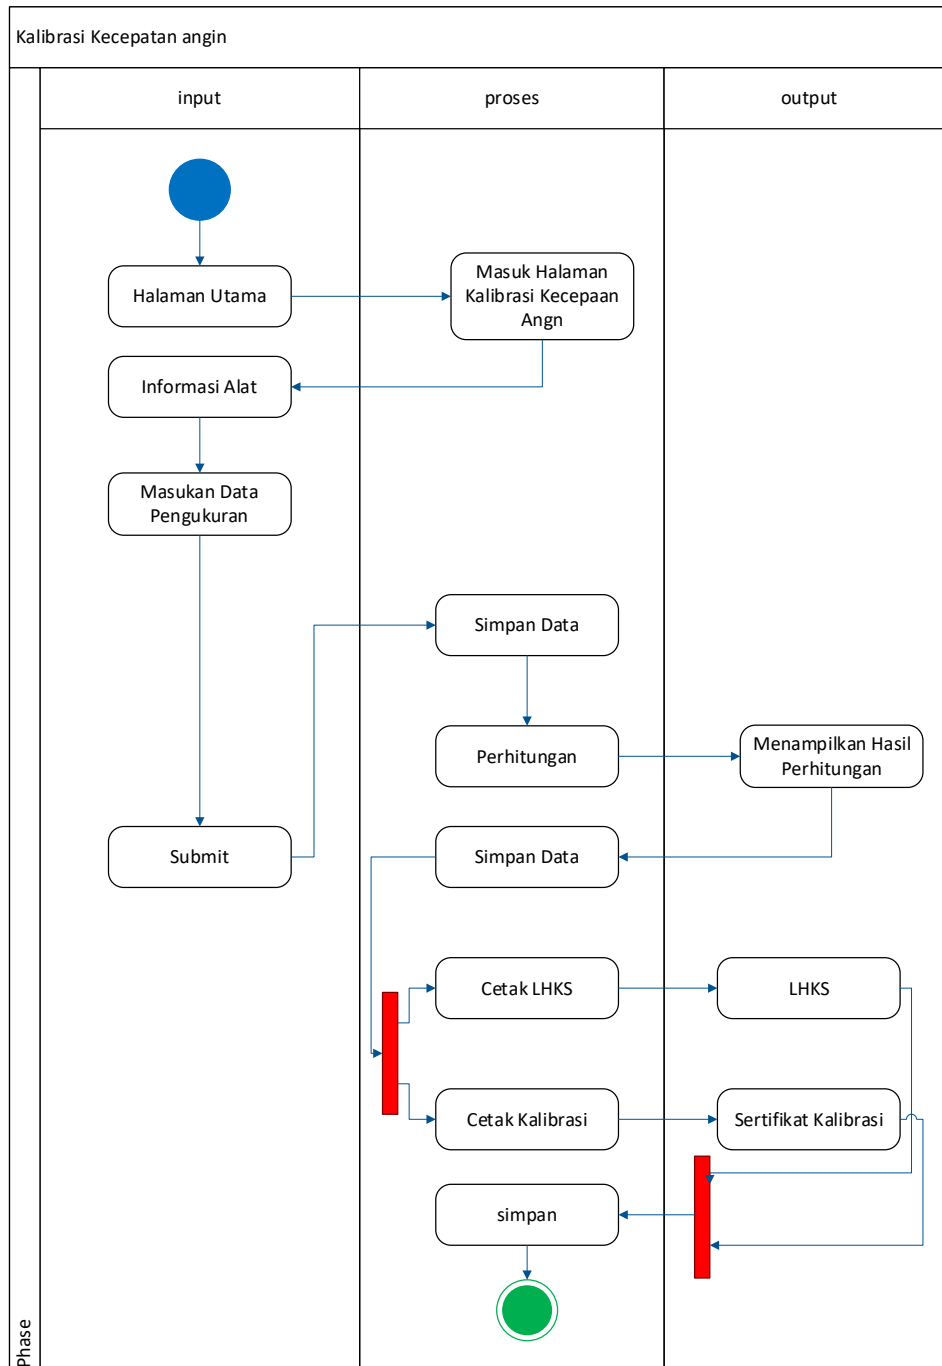 Kalibrasi Kecepatan angin
input
proses
output
Halaman Utama
Masuk Halaman
Kalibrasi Kecepaan
Angn
Informasi Alat
Masukan Data
Pengukuran
Simpan Data
Perhitungan
Menampilkan Hasil
Perhitungan
Submit
Simpan Data
Cetak LHKS
LHKS
Cetak Kalibrasi
Sertifikat Kalibrasi
simpan
Phase